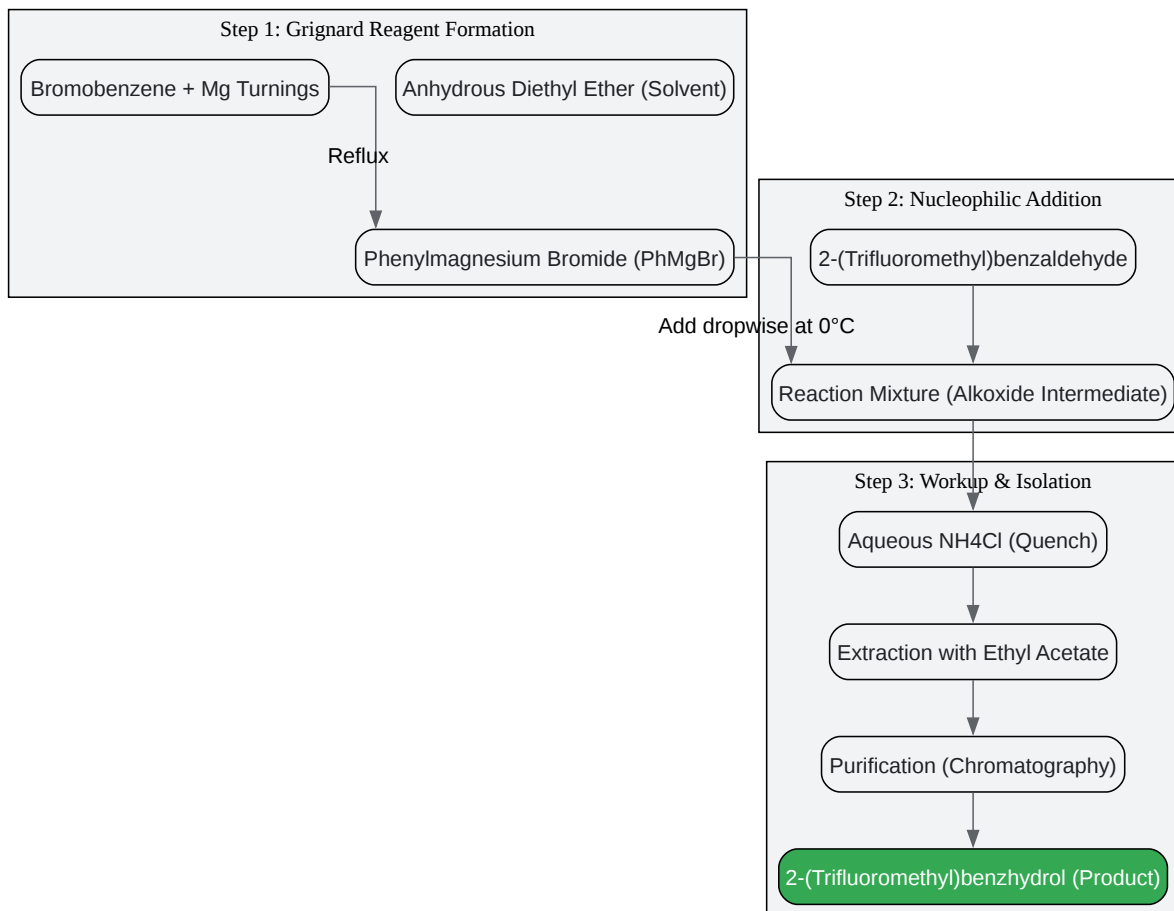 Step 1: Grignard Reagent Formation
Bromobenzene + Mg Turnings
Anhydrous Diethyl Ether (Solvent)
Reflux
Phenylmagnesium Bromide (PhMgBr)
Step 2: Nucleophilic Addition
2-(Trifluoromethyl)benzaldehyde
Add dropwise at 0°C
Reaction Mixture (Alkoxide Intermediate)
Step 3: Workup & Isolation
Aqueous NH4Cl (Quench)
Extraction with Ethyl Acetate
Purification (Chromatography)
2-(Trifluoromethyl)benzhydrol (Product)